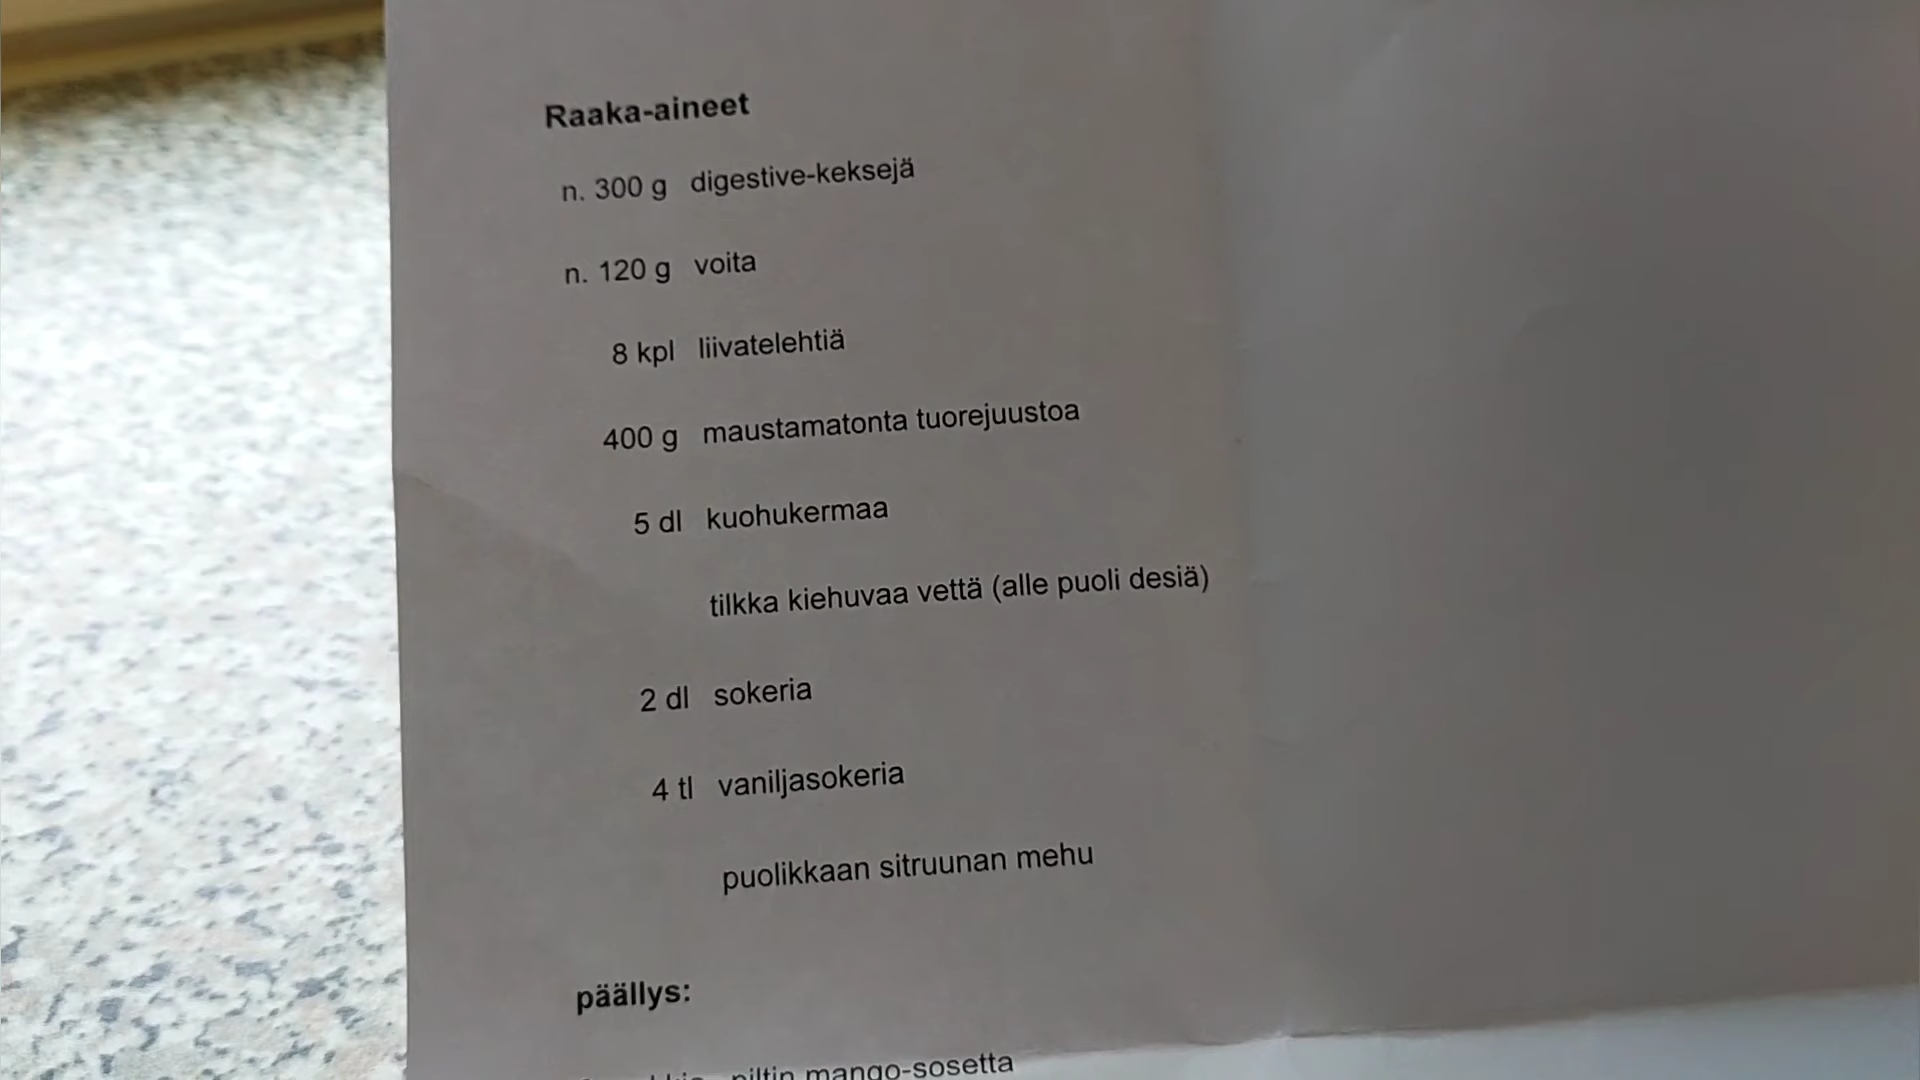 Raaka-aineet
n. 300 g digestive-keksejä
n. 120 g voita
8 kpl liivatelehtiä
400 g maustamatonta tuorejuustoa
5 dl kuohukermaa
tilkka kiehuvaa vettä (alle puoli desiä)
2 dl sokeria
4 tl vaniljasokeria
puolikkaan sitruunan mehu
päällys:
piltin mango-sosetta